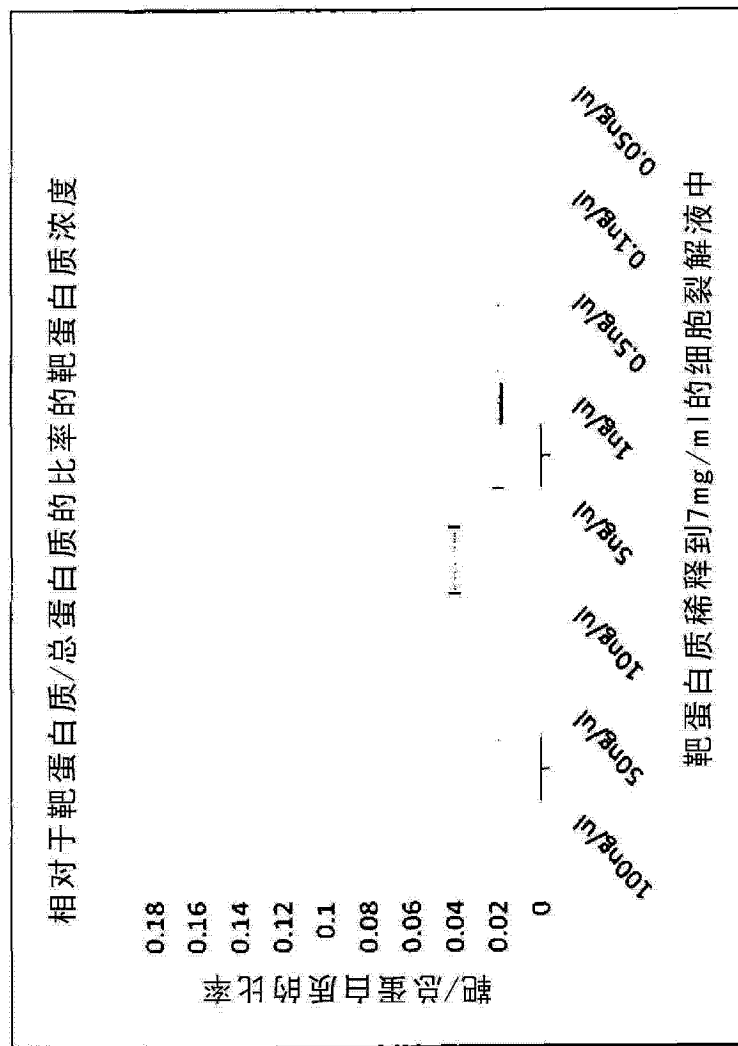 相对于靶蛋白质/总蛋白质的比率的靶蛋白质浓度
靶/总蛋白质的比率
0.18
0.16
0.14
0.12
0.1
0.08
0.06
0.04
0.02
0
100ng/ul
50ng/ul
10ng/ul
5ng/ul
1ng/ul
0.5ng/ul
0.1ng/ul
0.05ng/ul
靶蛋白质稀释到7mg/ml的细胞裂解液中